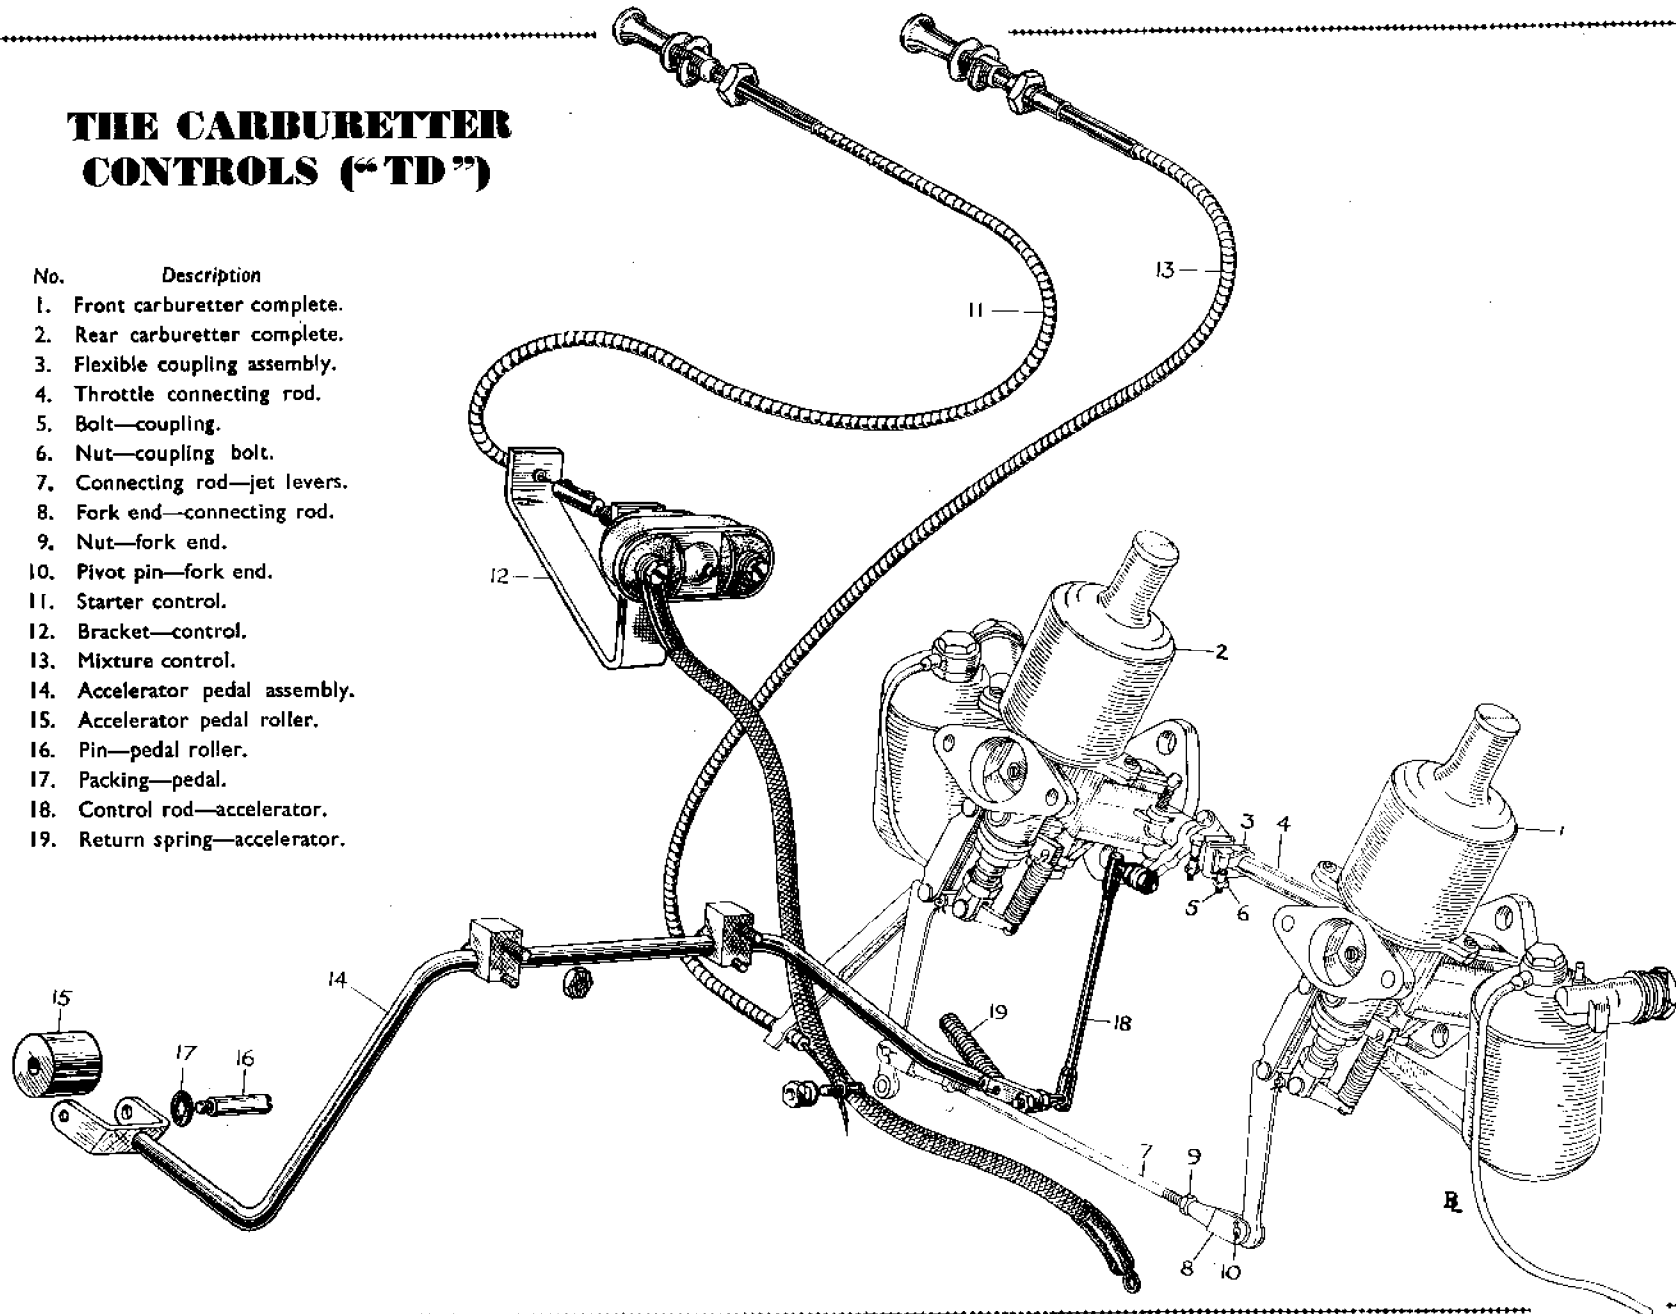 THE CARBURETTER
CONTROLS (“TD”)
No. Description
1. Front carburetter complete.
2. Rear carburetter complete.
3. Flexible coupling assembly.
4. Throttle connecting rod.
5. Bolt—coupling.
6. Nut—coupling bolt.
7. Connecting rod—jet levers.
8. Fork end—connecting rod.
9. Nut—fork end.
10. Pivot pin—fork end.
11. Starter control.
12. Bracket—control.
13. Mixture control.
14. Accelerator pedal assembly.
15. Accelerator pedal roller.
16. Pin—pedal roller.
17. Packing—pedal.
18. Control rod—accelerator.
19. Return spring—accelerator.
13
11
12
2
3 4
1
5 6
14
15
19 18
17 16
7 9
8 10